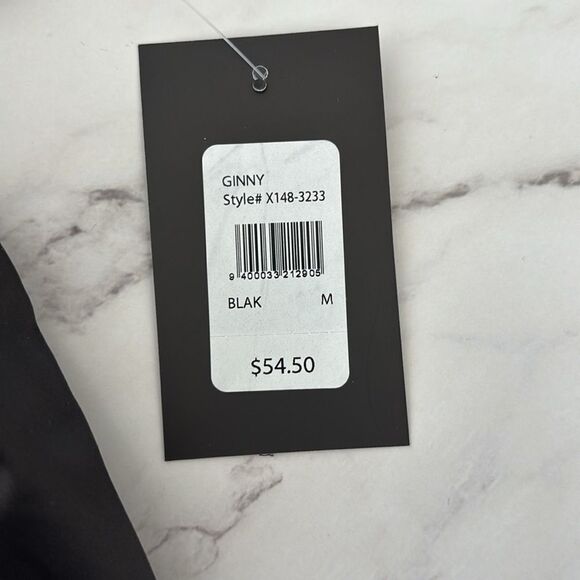 GINNY
Style# X148-3233
9 400033 212905
BLAK M
$54.50